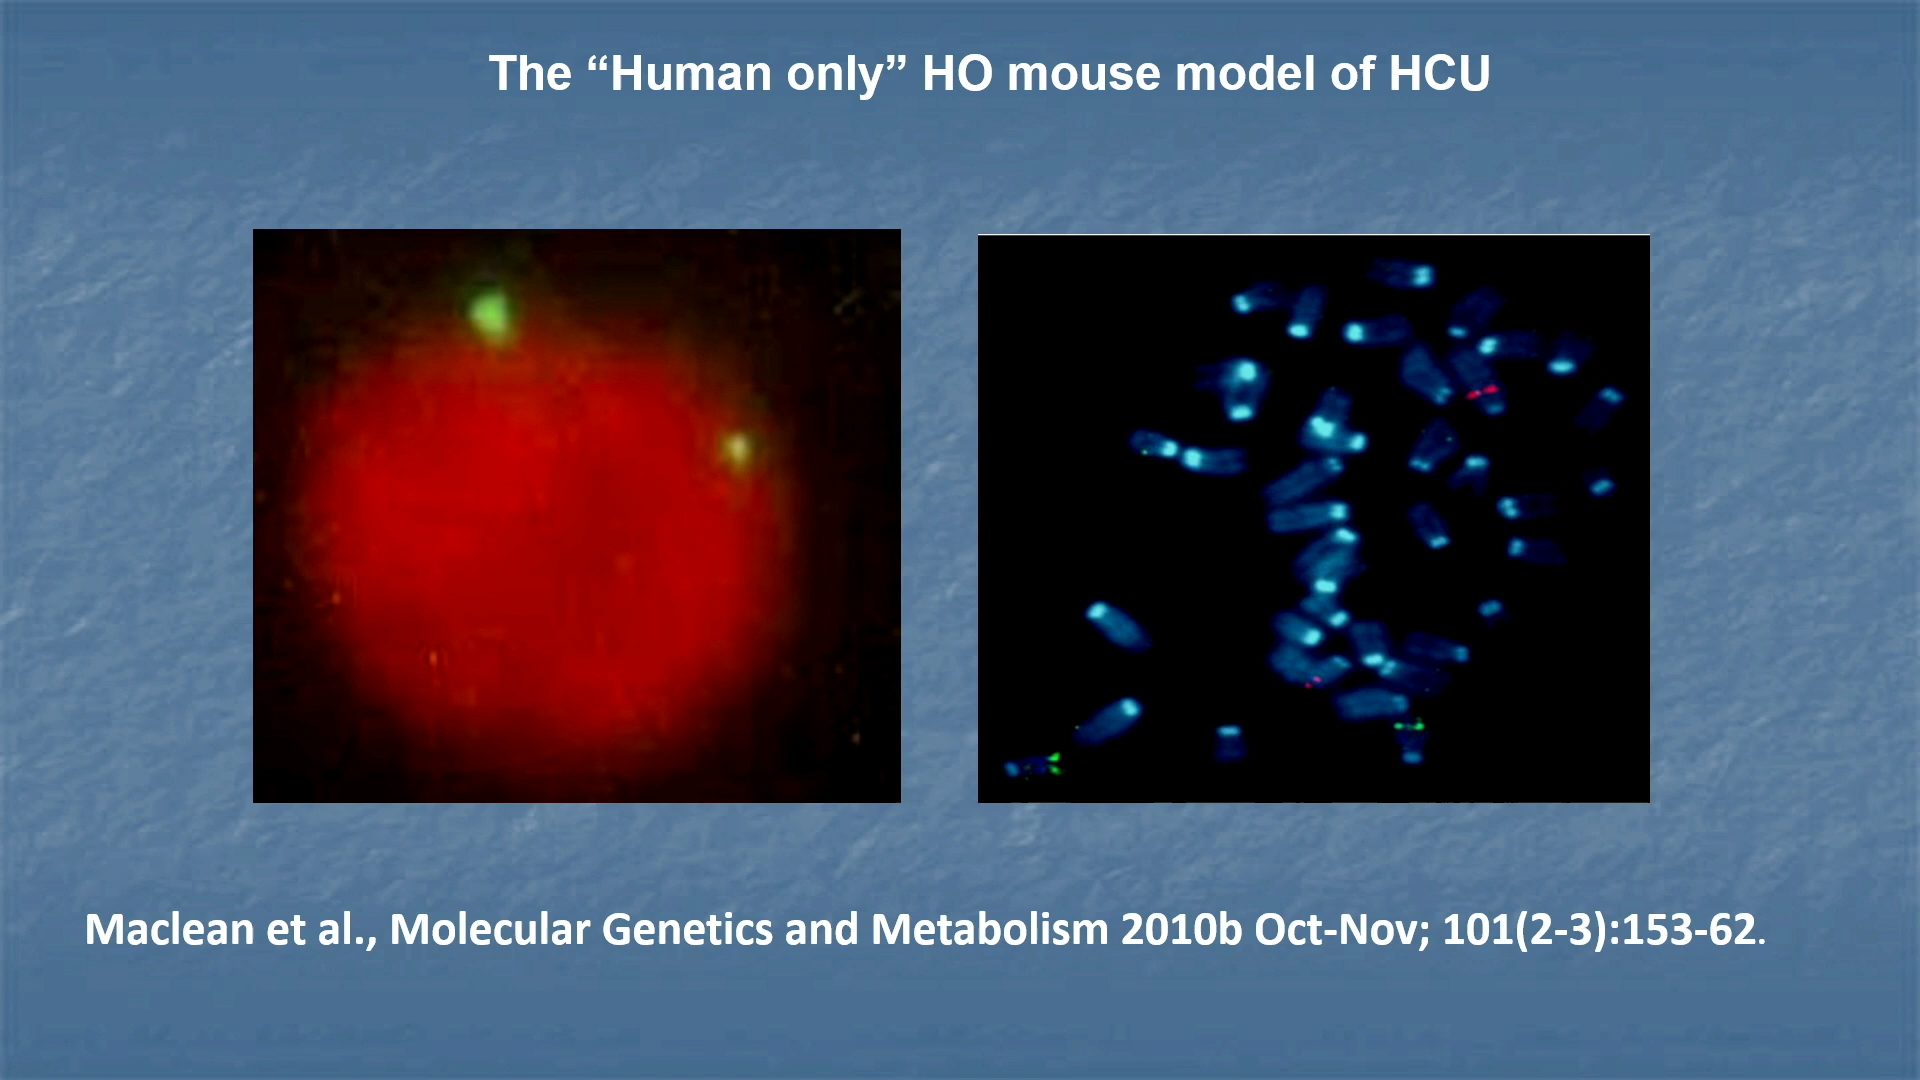 The “Human only” HO mouse model of HCU
Maclean et al., Molecular Genetics and Metabolism 2010b Oct-Nov; 101(2-3):153-62.